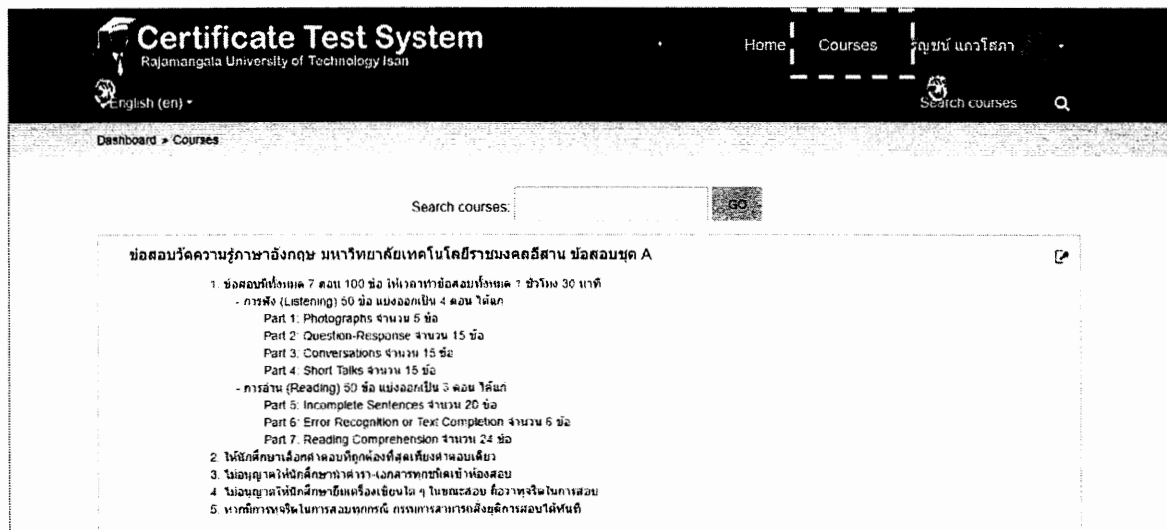 Certificate Test System
Rajamangala University of Technology Isan
Home Courses แถวโสภา
English (en)
Search courses
Dashboard > Courses
Search courses: GO
ข้อสอบวัดความรู้ภาษาอังกฤษ มหาวิทยาลัยเทคโนโลยีราชมงคลอีสาน ข้อสอบชุด A
1. ข้อสอบมีทั้งหมด 7 ตอน 100 ข้อ ให้เวลาทำข้อสอบทั้งหมด 1 ชั่วโมง 30 นาที
- การฟัง (Listening) 50 ข้อ แบ่งออกเป็น 4 ตอน ได้แก่
Part 1: Photographs จำนวน 5 ข้อ
Part 2: Question-Response จำนวน 15 ข้อ
Part 3: Conversations จำนวน 15 ข้อ
Part 4: Short Talks จำนวน 15 ข้อ
- การอ่าน (Reading) 50 ข้อ แบ่งออกเป็น 3 ตอน ได้แก่
Part 5: Incomplete Sentences จำนวน 20 ข้อ
Part 6: Error Recognition or Text Completion จำนวน 6 ข้อ
Part 7: Reading Comprehension จำนวน 24 ข้อ
2. ให้นักศึกษาเลือกคำตอบที่ถูกต้องที่สุดเพียงคำตอบเดียว
3. ไม่อนุญาตให้นักศึกษานำตำรา-เอกสารทุกชนิดเข้าห้องสอบ
4. ไม่อนุญาตให้นักศึกษายืมเครื่องเขียนใด ๆ ในขณะสอบ ถือว่าทุจริตในการสอบ
5. หากมีการทุจริตในการสอบทุกกรณี กรรมการสามารถสั่งยุติการสอบได้ทันที